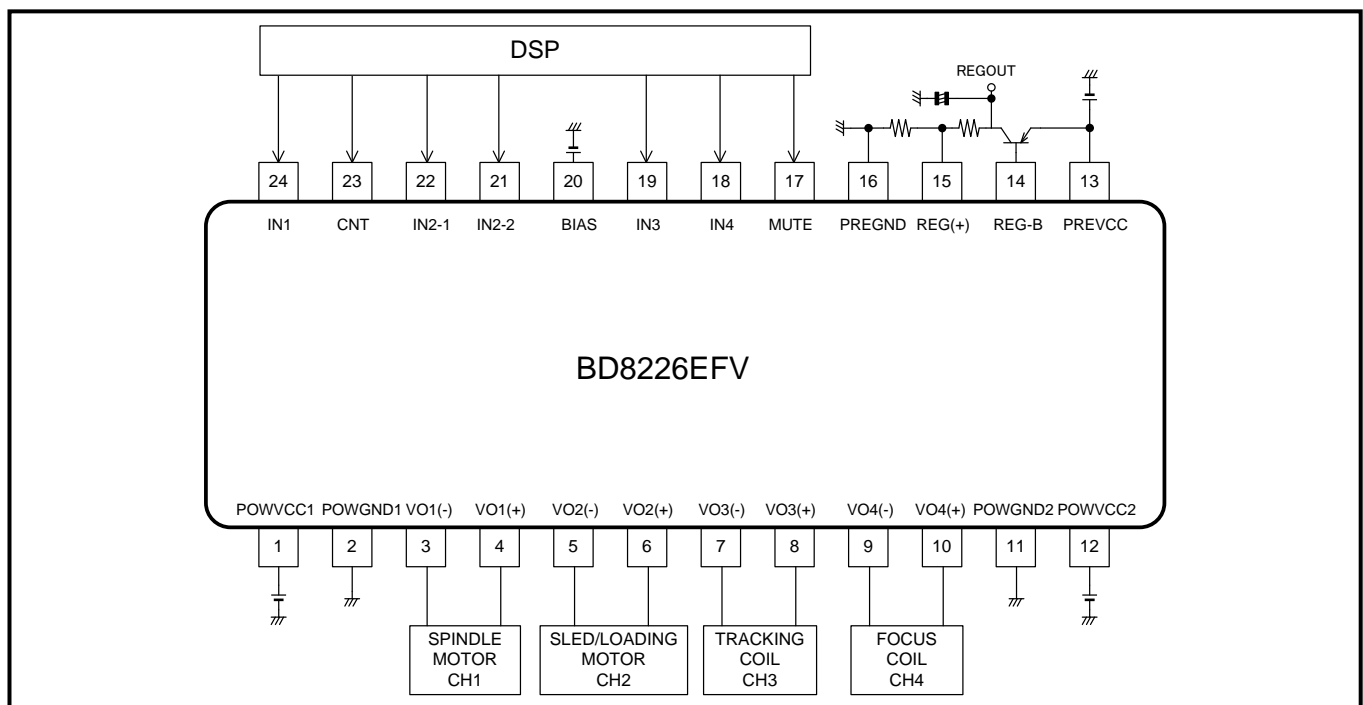 DSP
REGOUT
24 23 22 21 20 19 18 17 16 15 14 13
IN1 CNT IN2-1 IN2-2 BIAS IN3 IN4 MUTE PREGND REG(+) REG-B PREVCC
BD8226EFV
POWVCC1 POWGND1 VO1(-) VO1(+) VO2(-) VO2(+) VO3(-) VO3(+) VO4(-) VO4(+) POWGND2 POWVCC2
1 2 3 4 5 6 7 8 9 10 11 12
SPINDLE
MOTOR
CH1
SLED/LOADING
MOTOR
CH2
TRACKING
COIL
CH3
FOCUS
COIL
CH4